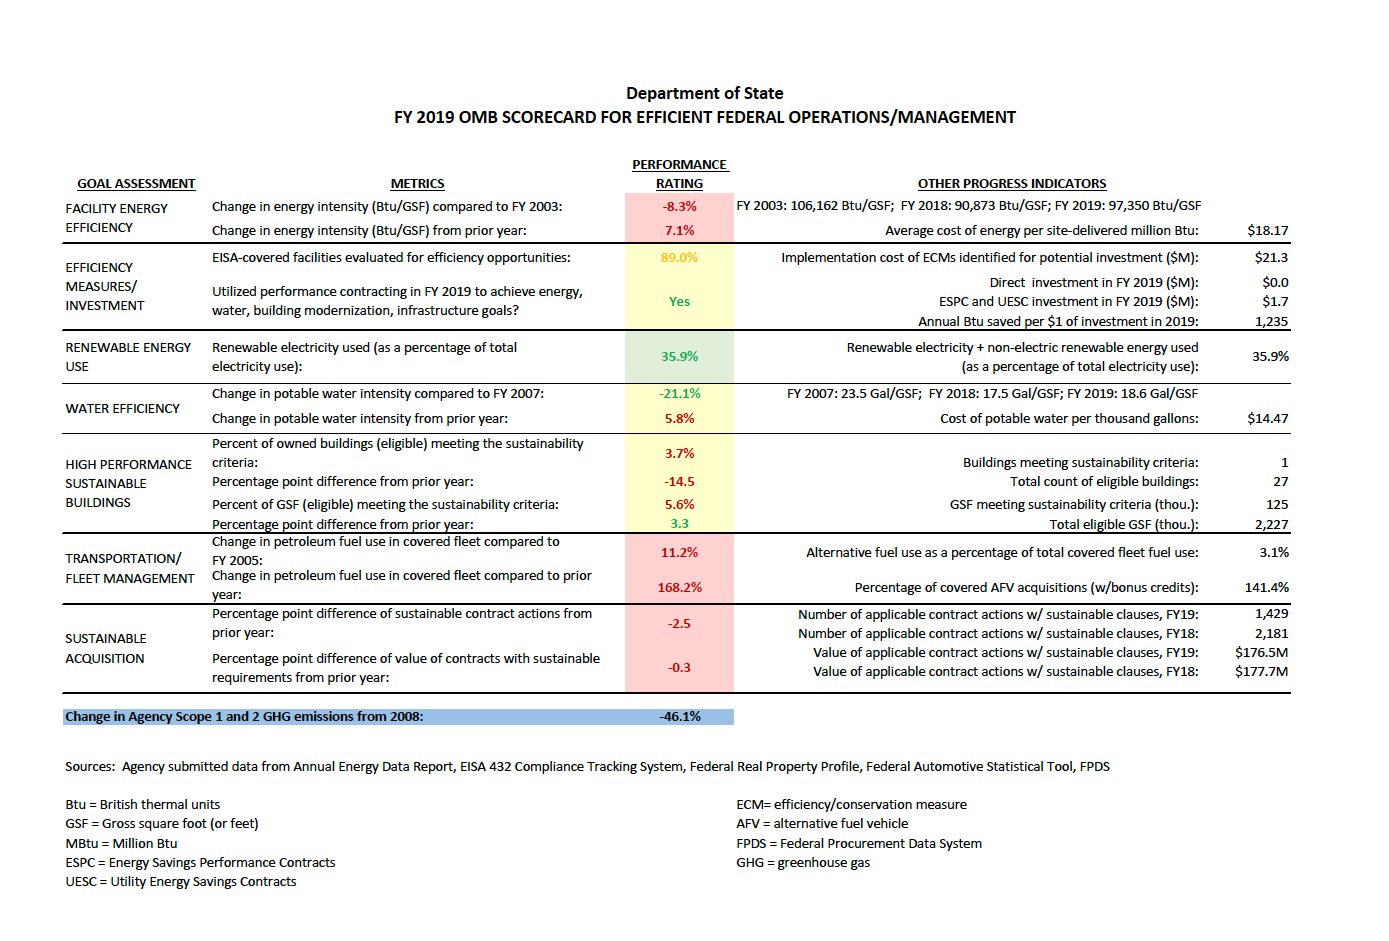 Department of State
FY 2019 OMB SCORECARD FOR EFFICIENT FEDERAL OPERATIONS/MANAGEMENT
PERFORMANCE
GOAL ASSESSMENT METRICS RATING OTHER PROGRESS INDICATORS
FACILITY ENERGY
EFFICIENCY
Change in energy intensity (Btu/GSF) compared to FY 2003: -8.3% FY 2003: 106,162 Btu/GSF; FY 2018: 90,873 Btu/GSF; FY 2019: 97,350 Btu/GSF
Change in energy intensity (Btu/GSF) from prior year: 7.1% Average cost of energy per site-delivered million Btu: $18.17
EFFICIENCY
MEASURES/
INVESTMENT
EISA-covered facilities evaluated for efficiency opportunities: 89.0% Implementation cost of ECMs identified for potential investment ($M): $21.3
Utilized performance contracting in FY 2019 to achieve energy,
water, building modernization, infrastructure goals?
Yes
Direct investment in FY 2019 ($M): $0.0
ESPC and UESC investment in FY 2019 ($M): $1.7
Annual Btu saved per $1 of investment in 2019: 1,235
RENEWABLE ENERGY
USE
Renewable electricity used (as a percentage of total
electricity use):
35.9%
Renewable electricity + non-electric renewable energy used
(as a percentage of total electricity use):
35.9%
WATER EFFICIENCY
Change in potable water intensity compared to FY 2007: -21.1% FY 2007: 23.5 Gal/GSF; FY 2018: 17.5 Gal/GSF; FY 2019: 18.6 Gal/GSF
Change in potable water intensity from prior year: 5.8% Cost of potable water per thousand gallons: $14.47
HIGH PERFORMANCE
SUSTAINABLE
BUILDINGS
Percent of owned buildings (eligible) meeting the sustainability
criteria:
3.7%
Buildings meeting sustainability criteria: 1
Percentage point difference from prior year: -14.5 Total count of eligible buildings: 27
Percent of GSF (eligible) meeting the sustainability criteria: 5.6% GSF meeting sustainability criteria (thou.): 125
Percentage point difference from prior year: 3.3 Total eligible GSF (thou.): 2,227
TRANSPORTATION/
FLEET MANAGEMENT
Change in petroleum fuel use in covered fleet compared to
FY 2005:
11.2% Alternative fuel use as a percentage of total covered fleet fuel use: 3.1%
Change in petroleum fuel use in covered fleet compared to prior
year:
168.2% Percentage of covered AFV acquisitions (w/bonus credits): 141.4%
SUSTAINABLE
ACQUISITION
Percentage point difference of sustainable contract actions from
prior year:
-2.5
Number of applicable contract actions w/ sustainable clauses, FY19: 1,429
Number of applicable contract actions w/ sustainable clauses, FY18: 2,181
Percentage point difference of value of contracts with sustainable
requirements from prior year:
-0.3
Value of applicable contract actions w/ sustainable clauses, FY19: $176.5M
Value of applicable contract actions w/ sustainable clauses, FY18: $177.7M
Change in Agency Scope 1 and 2 GHG emissions from 2008: -46.1%
Sources: Agency submitted data from Annual Energy Data Report, EISA 432 Compliance Tracking System, Federal Real Property Profile, Federal Automotive Statistical Tool, FPDS
Btu = British thermal units
GSF = Gross square foot (or feet)
MBtu = Million Btu
ESPC = Energy Savings Performance Contracts
UESC = Utility Energy Savings Contracts
ECM= efficiency/conservation measure
AFV = alternative fuel vehicle
FPDS = Federal Procurement Data System
GHG = greenhouse gas